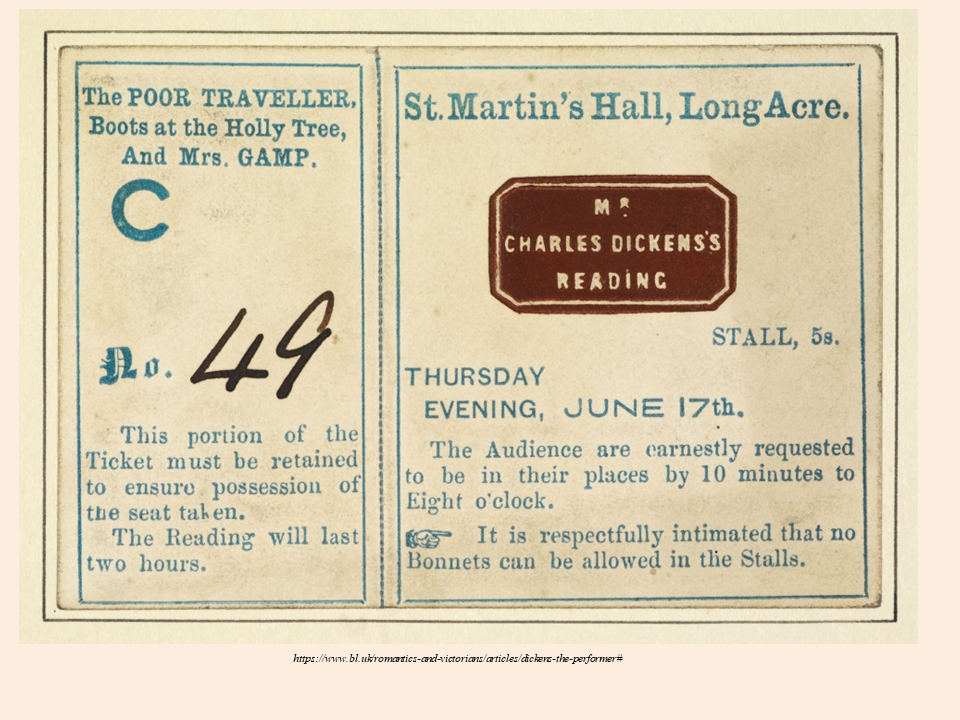 The POOR TRAVELLER,
Boots at the Holly Tree,
And Mrs. GAMP.
C
No. 49
This portion of the
Ticket must be retained
to ensure possession of
the seat taken.
The Reading will last
two hours.
St. Martin's Hall, Long Acre.
MR
CHARLES DICKENS'S
READING
STALL, 5s.
THURSDAY
EVENING, JUNE 17th.
The Audience are earnestly requested
to be in their places by 10 minutes to
Eight o'clock.
☞ It is respectfully intimated that no
Bonnets can be allowed in the Stalls.
https://www.bl.uk/romantics-and-victorians/articles/dickens-the-performer#